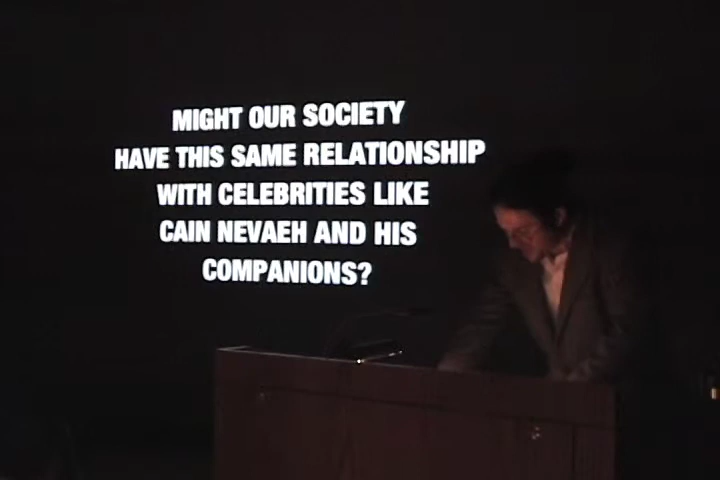 MIGHT OUR SOCIETY
HAVE THIS SAME RELATIONSHIP
WITH CELEBRITIES LIKE
CAIN NEVAEH AND HIS
COMPANIONS?